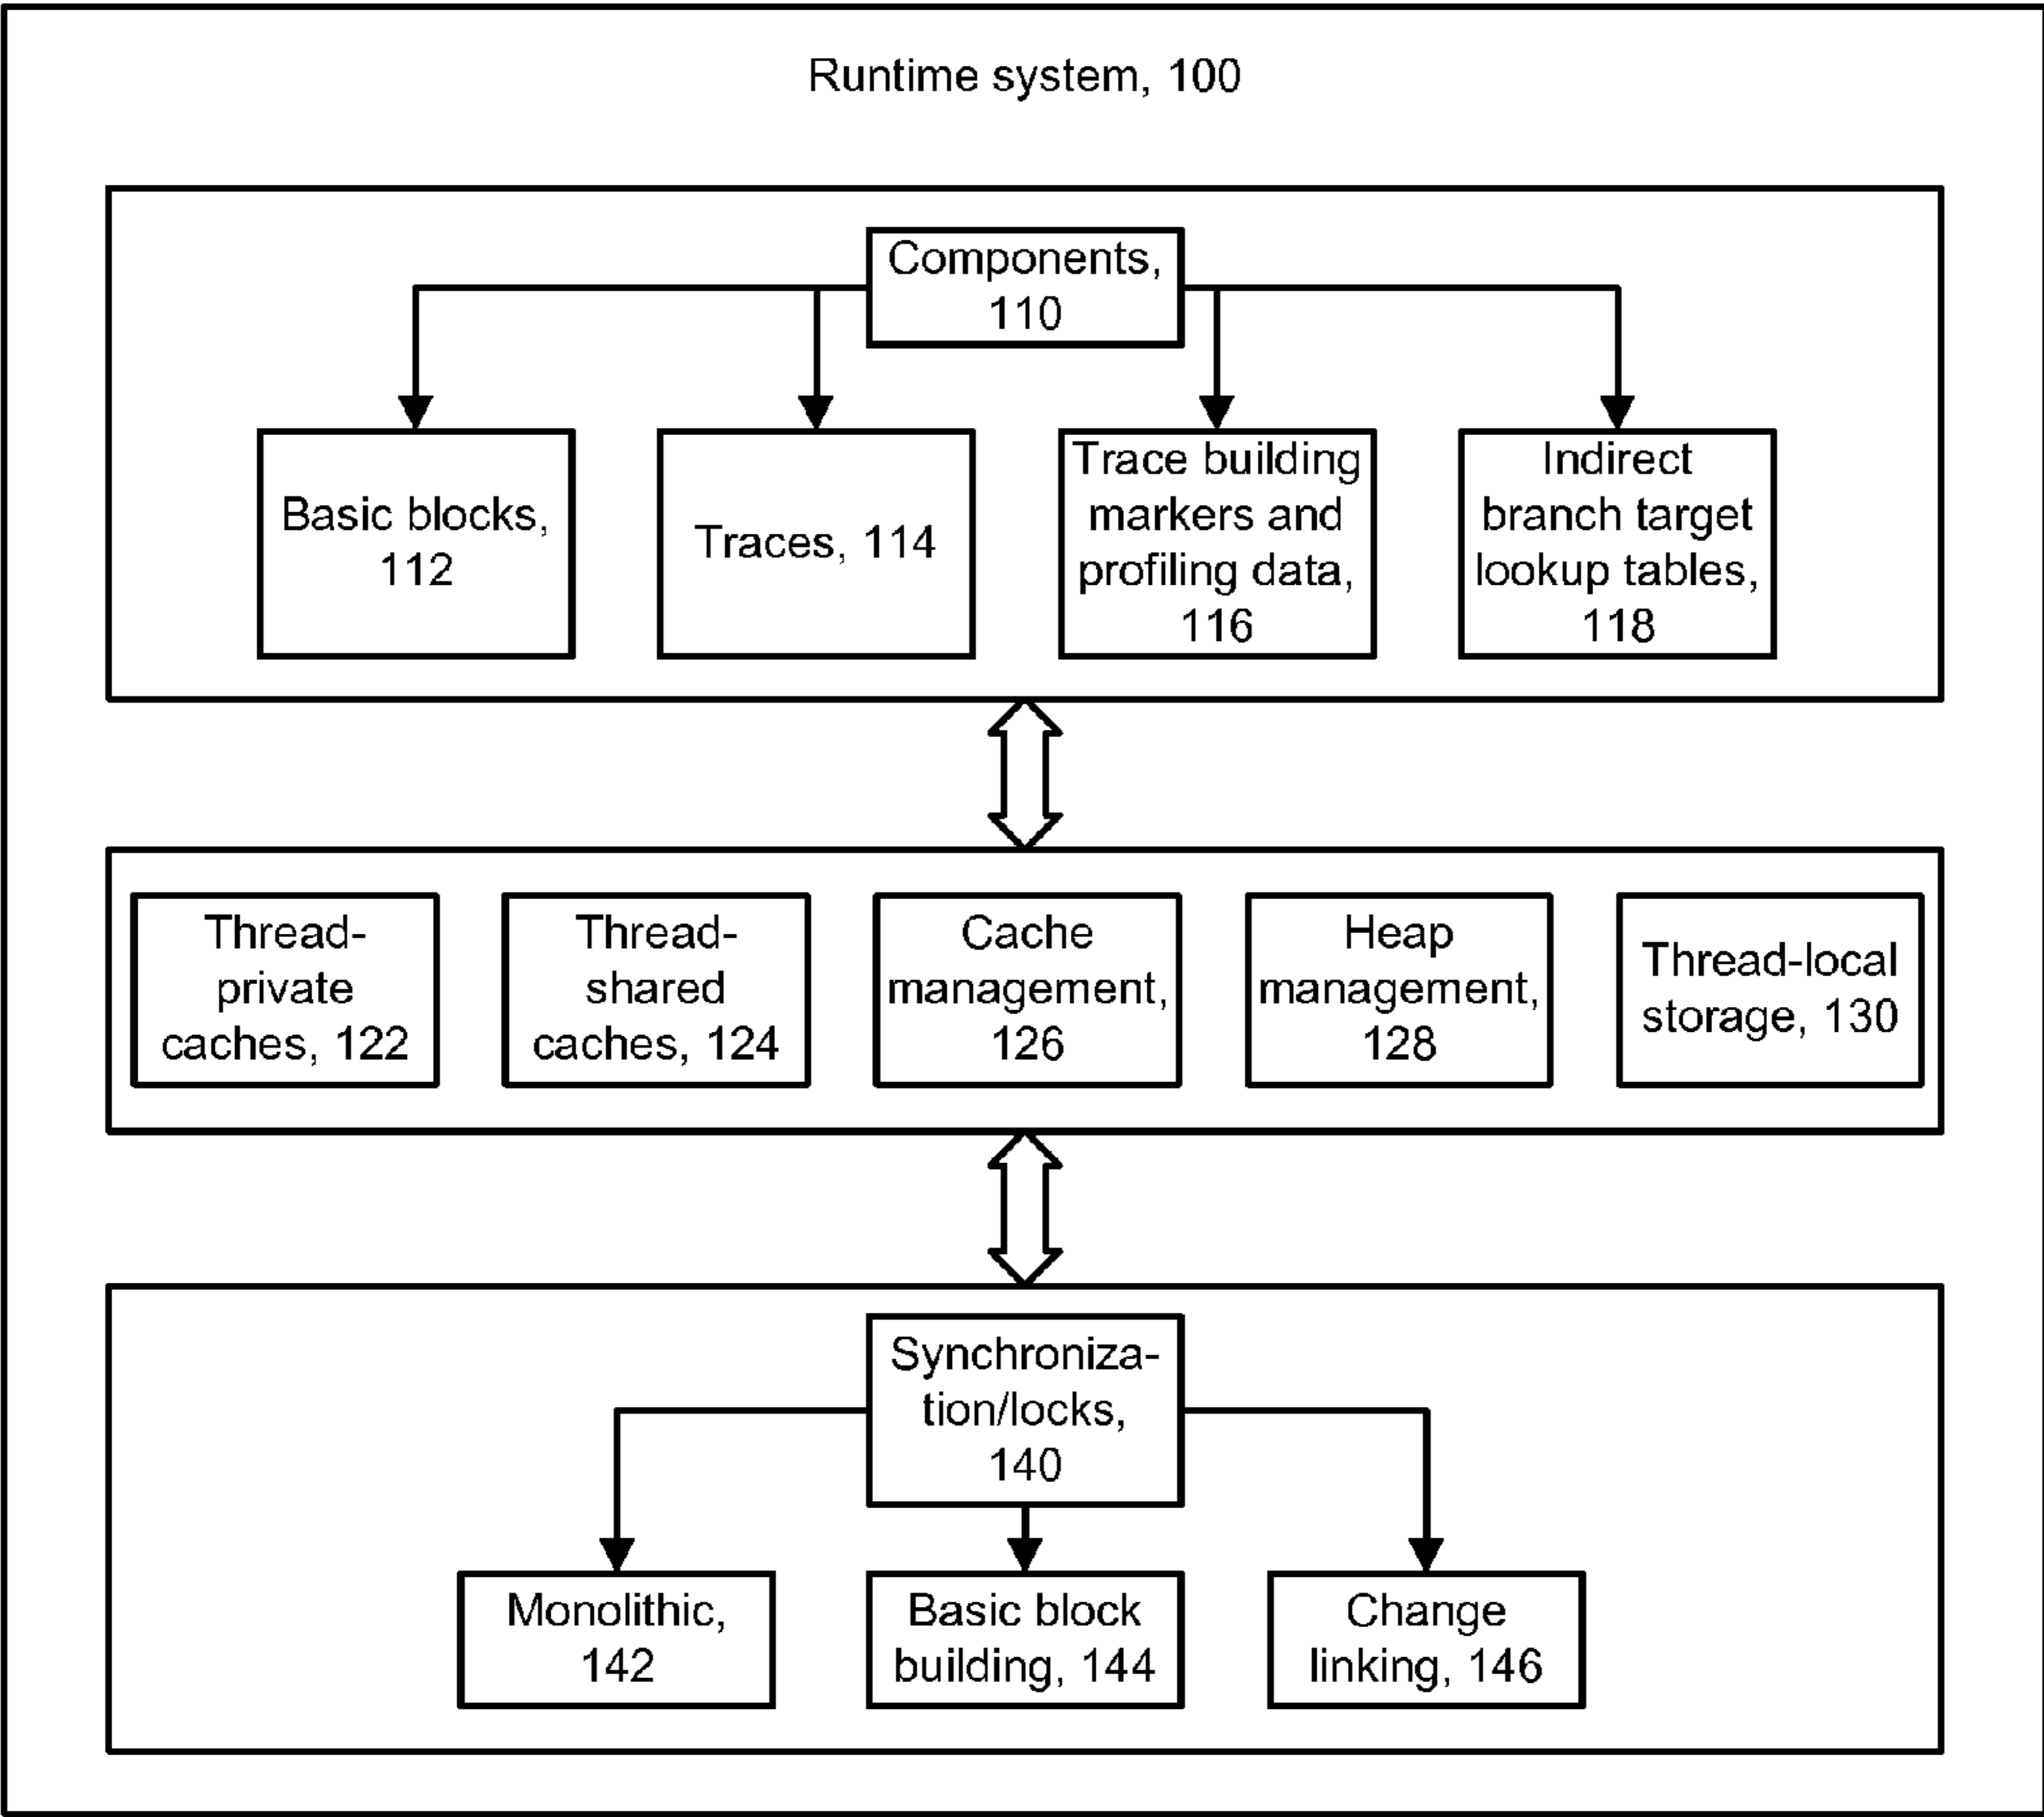 Runtime system, 100
Components,
110
Basic blocks,
112
Traces, 114
Trace building
markers and
profiling data,
116
Indirect
branch target
lookup tables,
118
Thread-
private
caches, 122
Thread-
shared
caches, 124
Cache
management,
126
Heap
management,
128
Thread-local
storage, 130
Synchroniza-
tion/locks,
140
Monolithic,
142
Basic block
building, 144
Change
linking, 146